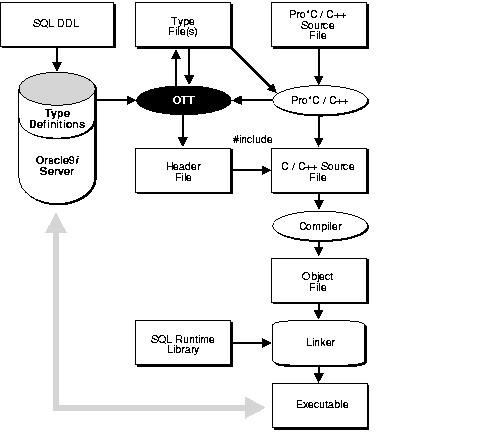 SQL DDL
Type
File(s)
Pro*C / C++
Source
File
Type
Definitions
Oracle9i
Server
OTT
Pro*C / C++
#include
Header
File
C / C++ Source
File
Compiler
Object
File
SQL Runtime
Library
Linker
Executable